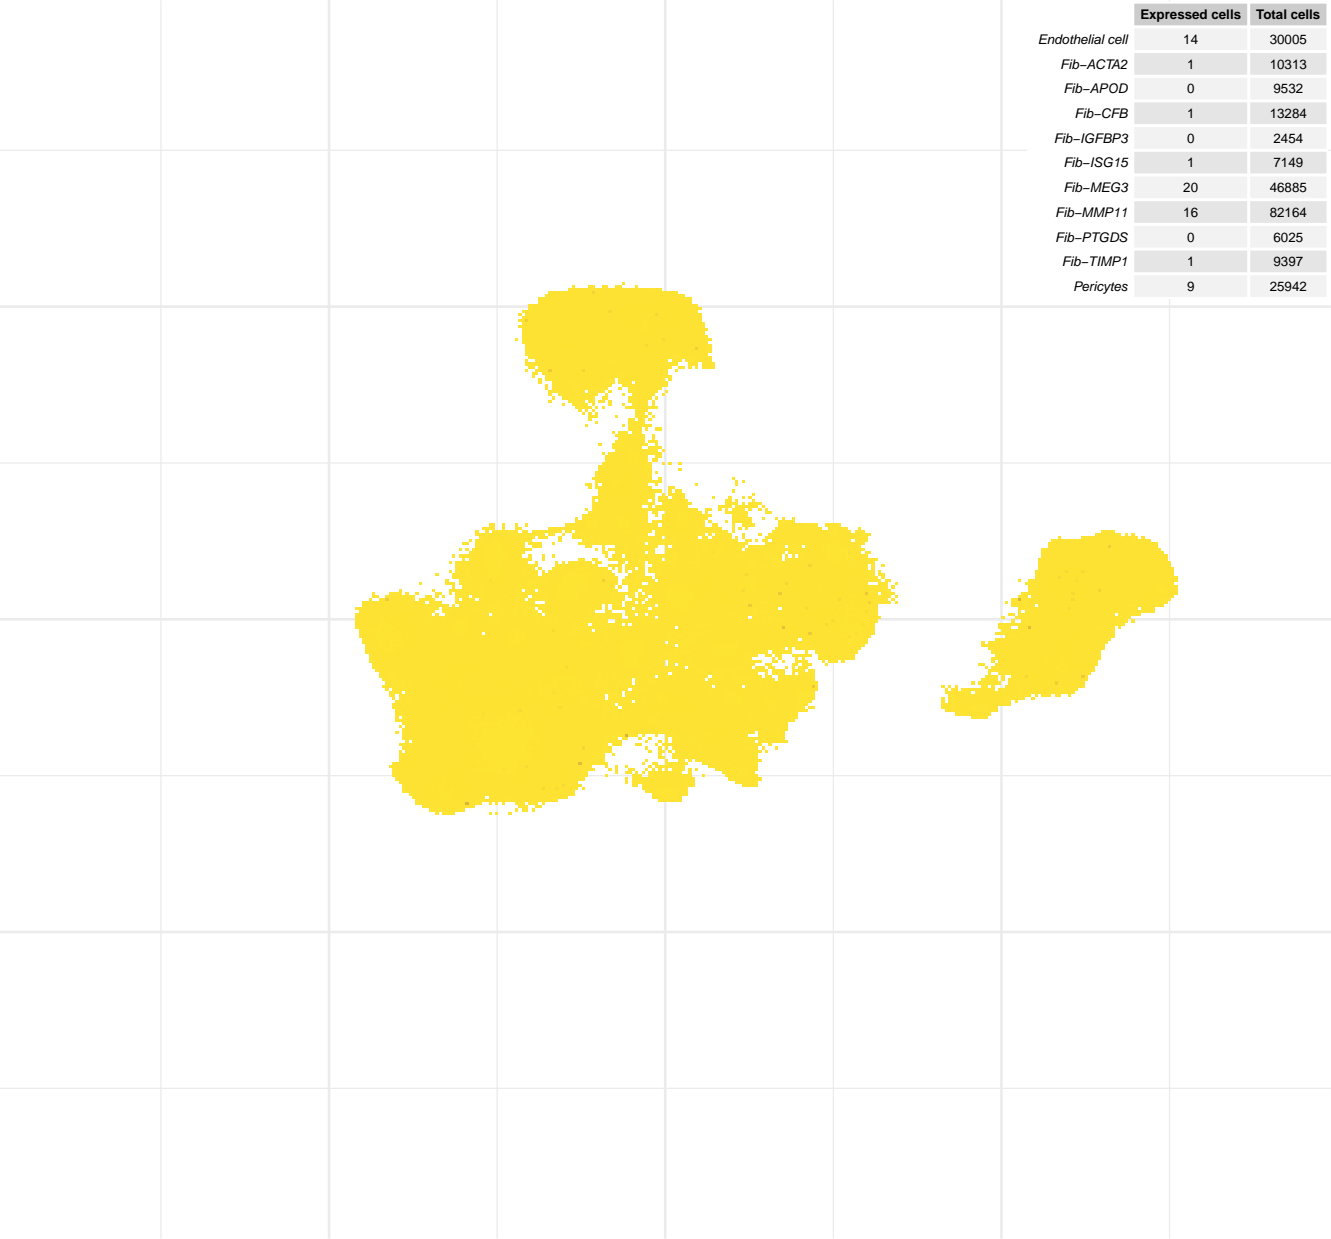 Expressed cells Total cells
Endothelial cell 14 30005
Fib−ACTA2 1 10313
Fib−APOD 0 9532
Fib−CFB 1 13284
Fib−IGFBP3 0 2454
Fib−ISG15 1 7149
Fib−MEG3 20 46885
Fib−MMP11 16 82164
Fib−PTGDS 0 6025
Fib−TIMP1 1 9397
Pericytes 9 25942